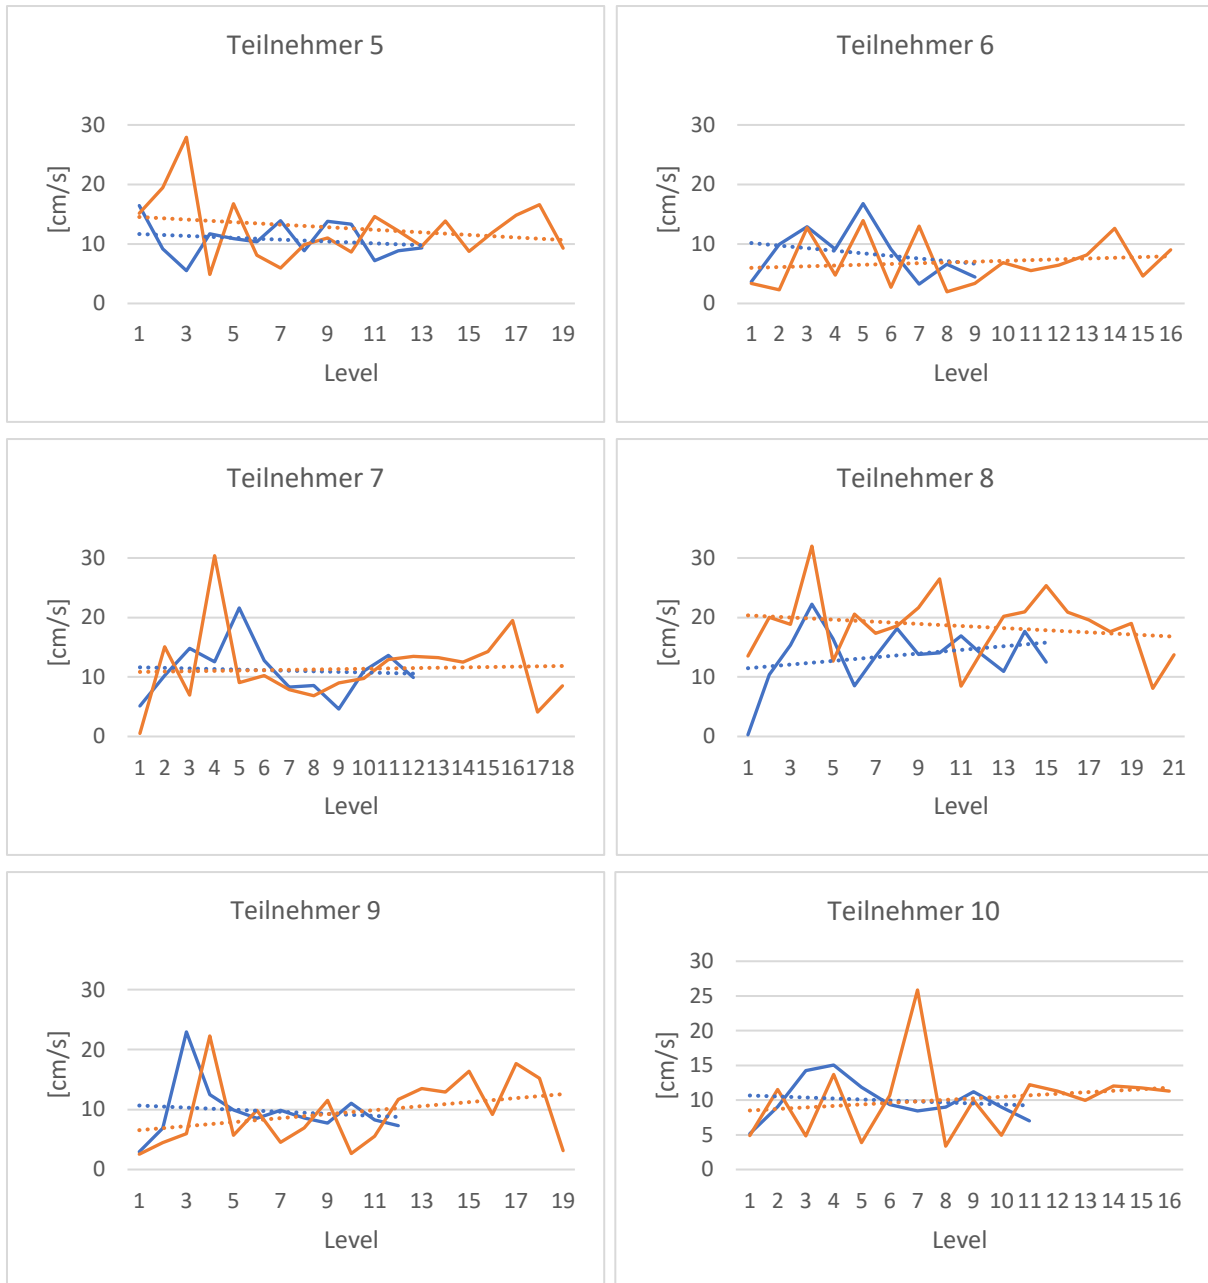 Teilnehmer 5
30
20
10
0
[cm/s]
1 3 5 7 9 11 13 15 17 19
Level
Teilnehmer 6
30
20
10
0
[cm/s]
1 2 3 4 5 6 7 8 9 10 11 12 13 14 15 16
Level
Teilnehmer 7
30
20
10
0
[cm/s]
1 2 3 4 5 6 7 8 9 10 11 12 13 14 15 16 17 18
Level
Teilnehmer 8
30
20
10
0
[cm/s]
1 3 5 7 9 11 13 15 17 19 21
Level
Teilnehmer 9
30
20
10
0
[cm/s]
1 3 5 7 9 11 13 15 17 19
Level
Teilnehmer 10
30
25
20
15
10
5
0
[cm/s]
1 2 3 4 5 6 7 8 9 10 11 12 13 14 15 16
Level